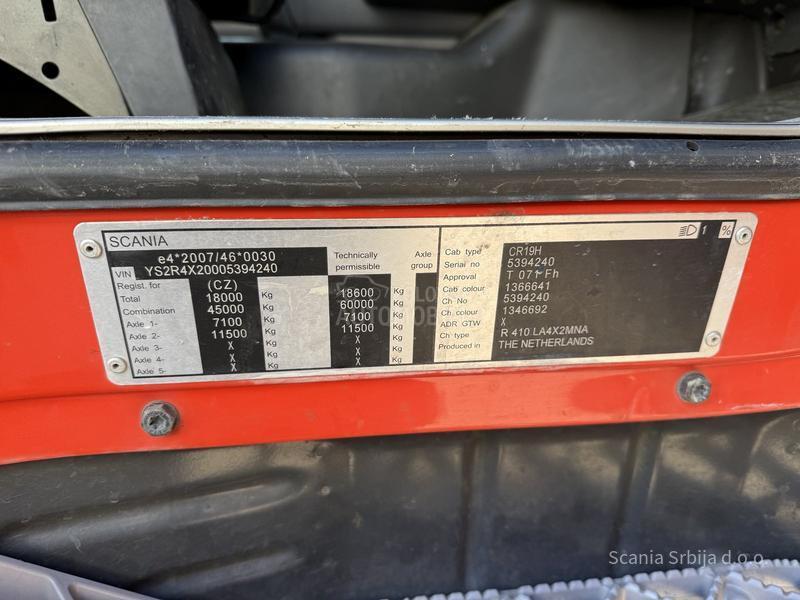 SCANIA
e4*2007/46*0030
VIN YS2R4X20005394240
Technically permissible
Axle group
Regist. for (CZ)
Total 18000 Kg 18600 Kg
Combination 45000 Kg 60000 Kg
Axle 1- 7100 Kg 7100 Kg
Axle 2- 11500 Kg 11500 Kg
Axle 3- X Kg X Kg
Axle 4- X Kg X Kg
Axle 5- X Kg X Kg
1 %
Cab type CR19H
Serial no 5394240
Approval T 071 Fh
Cab colour 1366641
Ch No 5394240
Ch. colour 1346692
ADR GTW X
Ch type R 410 LA4X2MNA
Produced in THE NETHERLANDS
Scania Srbija d.o.o.